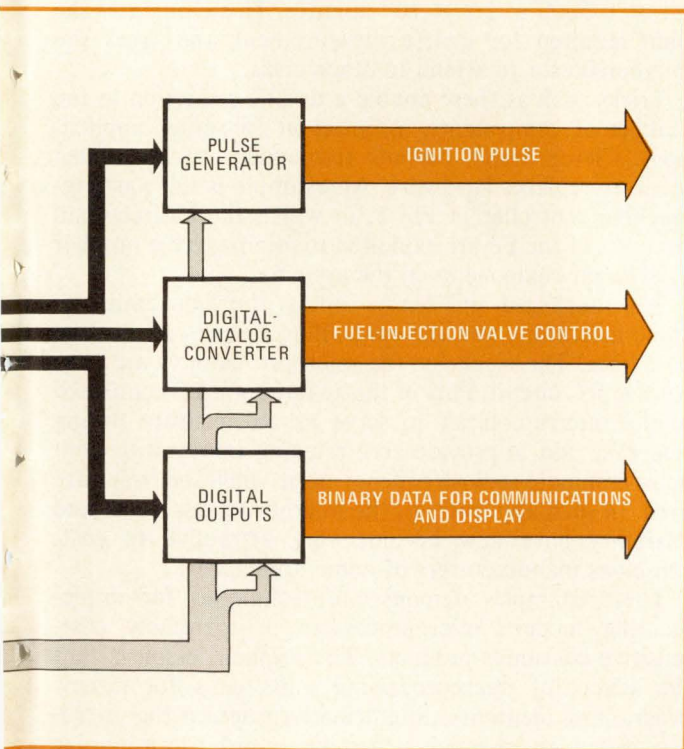 PULSE
GENERATOR
IGNITION PULSE
DIGITAL-
ANALOG
CONVERTER
FUEL-INJECTION VALVE CONTROL
DIGITAL
OUTPUTS
BINARY DATA FOR COMMUNICATIONS
AND DISPLAY